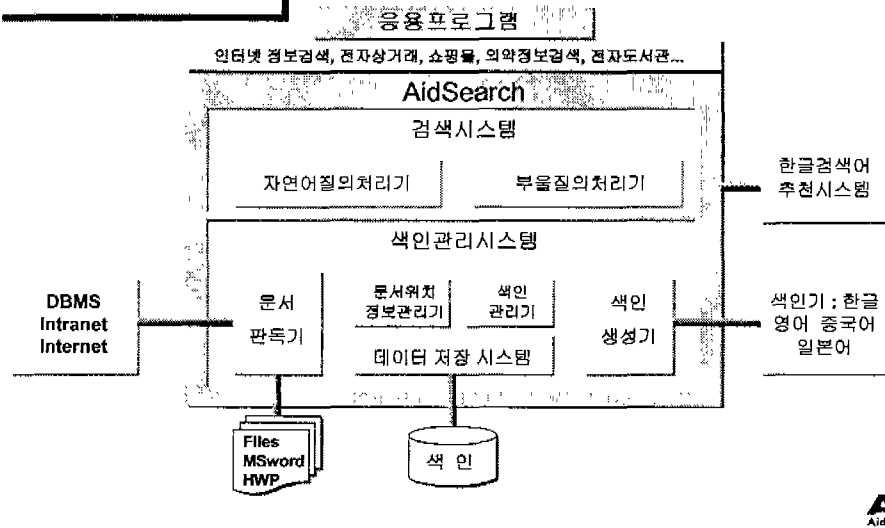 응용프로그램
인터넷 정보검색, 전자상거래, 쇼핑몰, 의약정보검색, 전자도서관...
AidSearch
검색시스템
자연어질의처리기
부울질의처리기
한글검색어
추천시스템
색인관리시스템
DBMS
Intranet
Internet
문서
판독기
문서위치
정보관리기
색인
관리기
데이터 저장 시스템
색인
생성기
색인기 : 한글
영어 중국어
일본어
Files
MSword
HWP
색 인
Aid